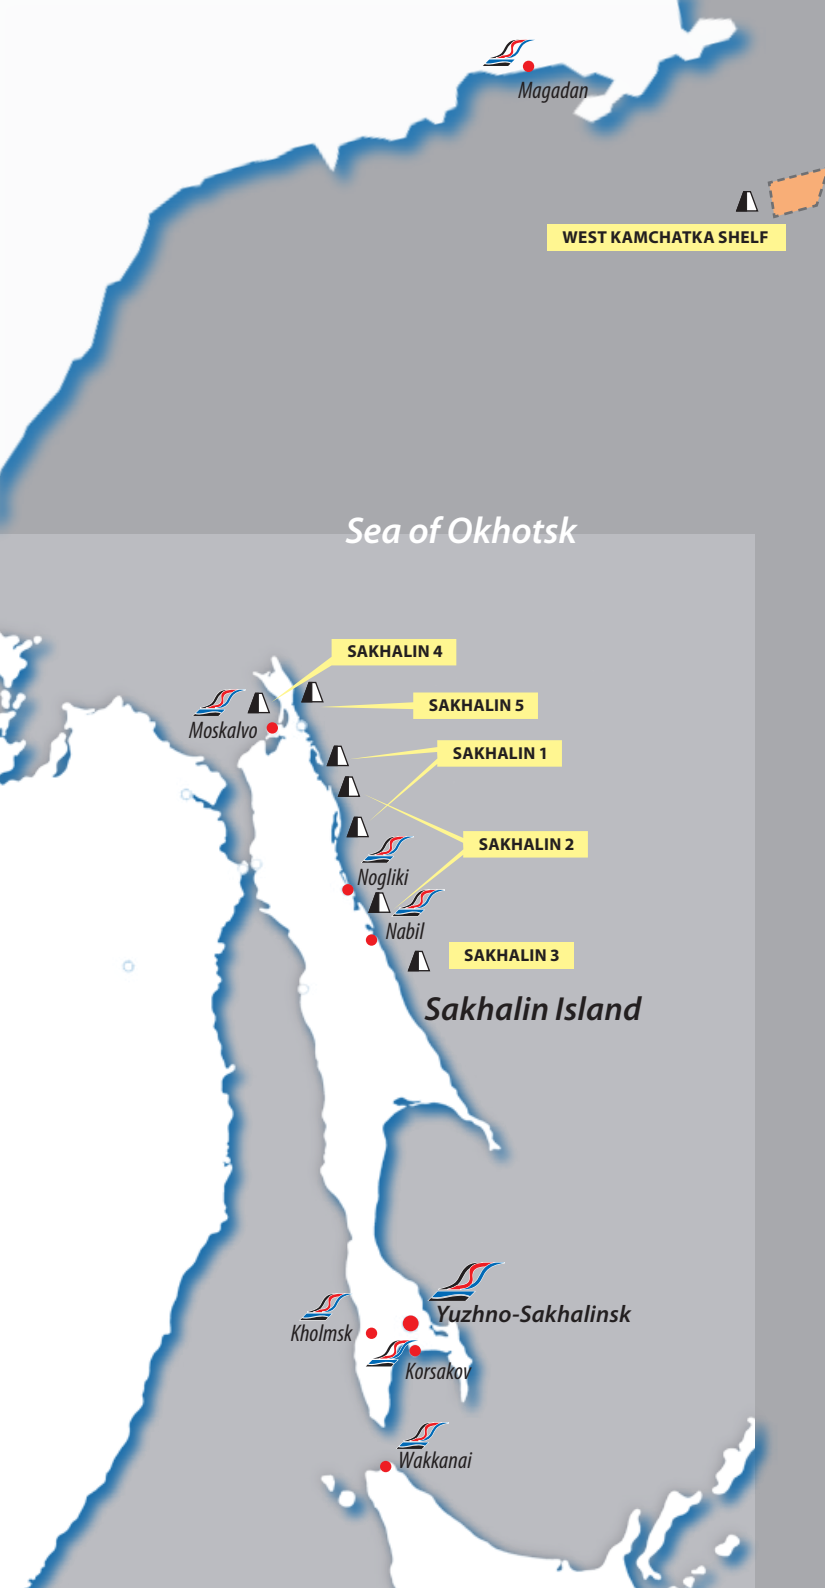 Magadan
WEST KAMCHATKA SHELF
Sea of Okhotsk
SAKHALIN 4
SAKHALIN 5
Moskalvo
SAKHALIN 1
SAKHALIN 2
Nogliki
Nabil
SAKHALIN 3
Sakhalin Island
Yuzhno-Sakhalinsk
Kholmsk
Korsakov
Wakkanai